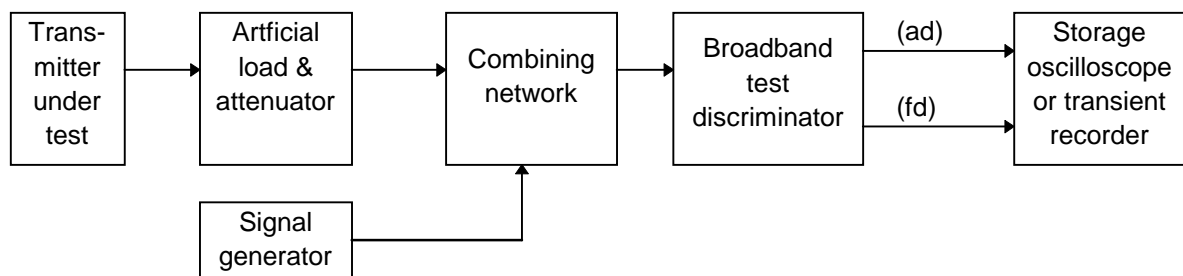 Trans-
mitter
under
test
Artficial
load &
attenuator
Combining
network
Broadband
test
discriminator
(ad)
(fd)
Storage
oscilloscope
or transient
recorder
Signal
generator